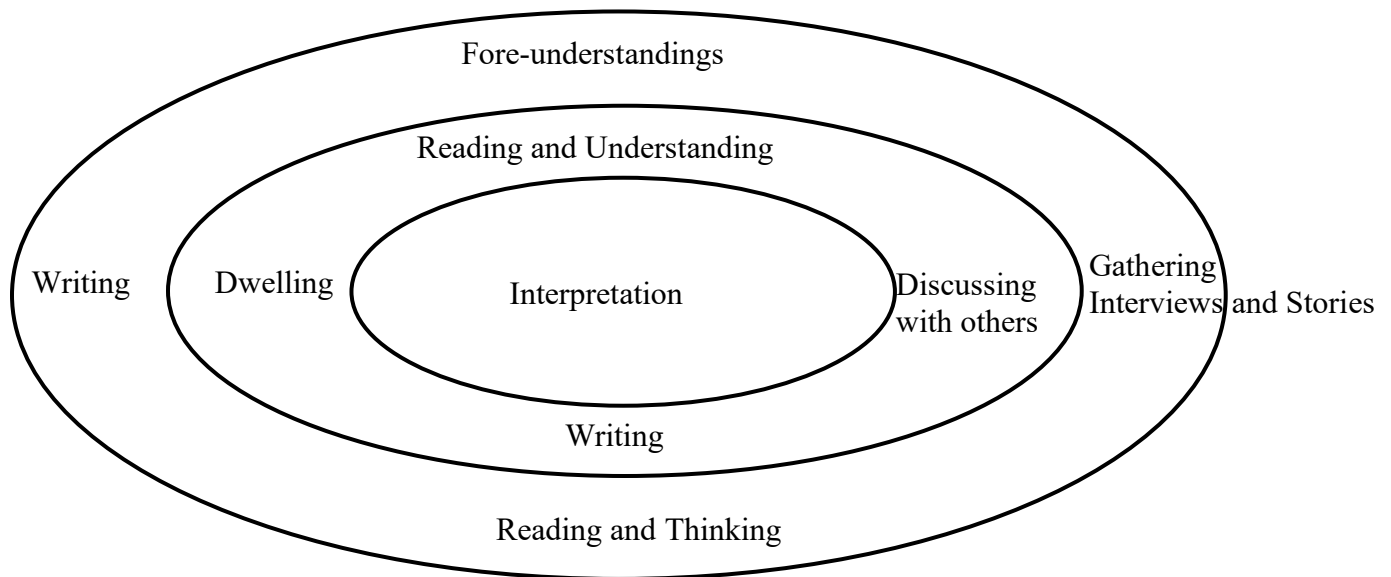 Fore-understandings
Reading and Understanding
Writing
Dwelling
Interpretation
Discussing
with others
Gathering
Interviews and Stories
Writing
Reading and Thinking